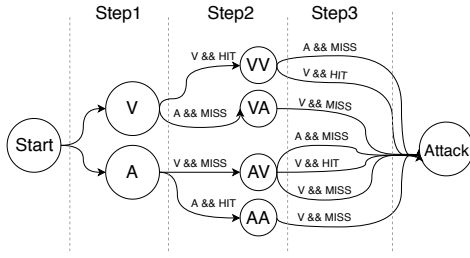 Step1
Step2
Step3
Start
V
A
V && HIT
A && MISS
V && MISS
A && HIT
VV
VA
AV
AA
A && MISS
V && HIT
V && MISS
A && MISS
V && HIT
V && MISS
V && MISS
Attack